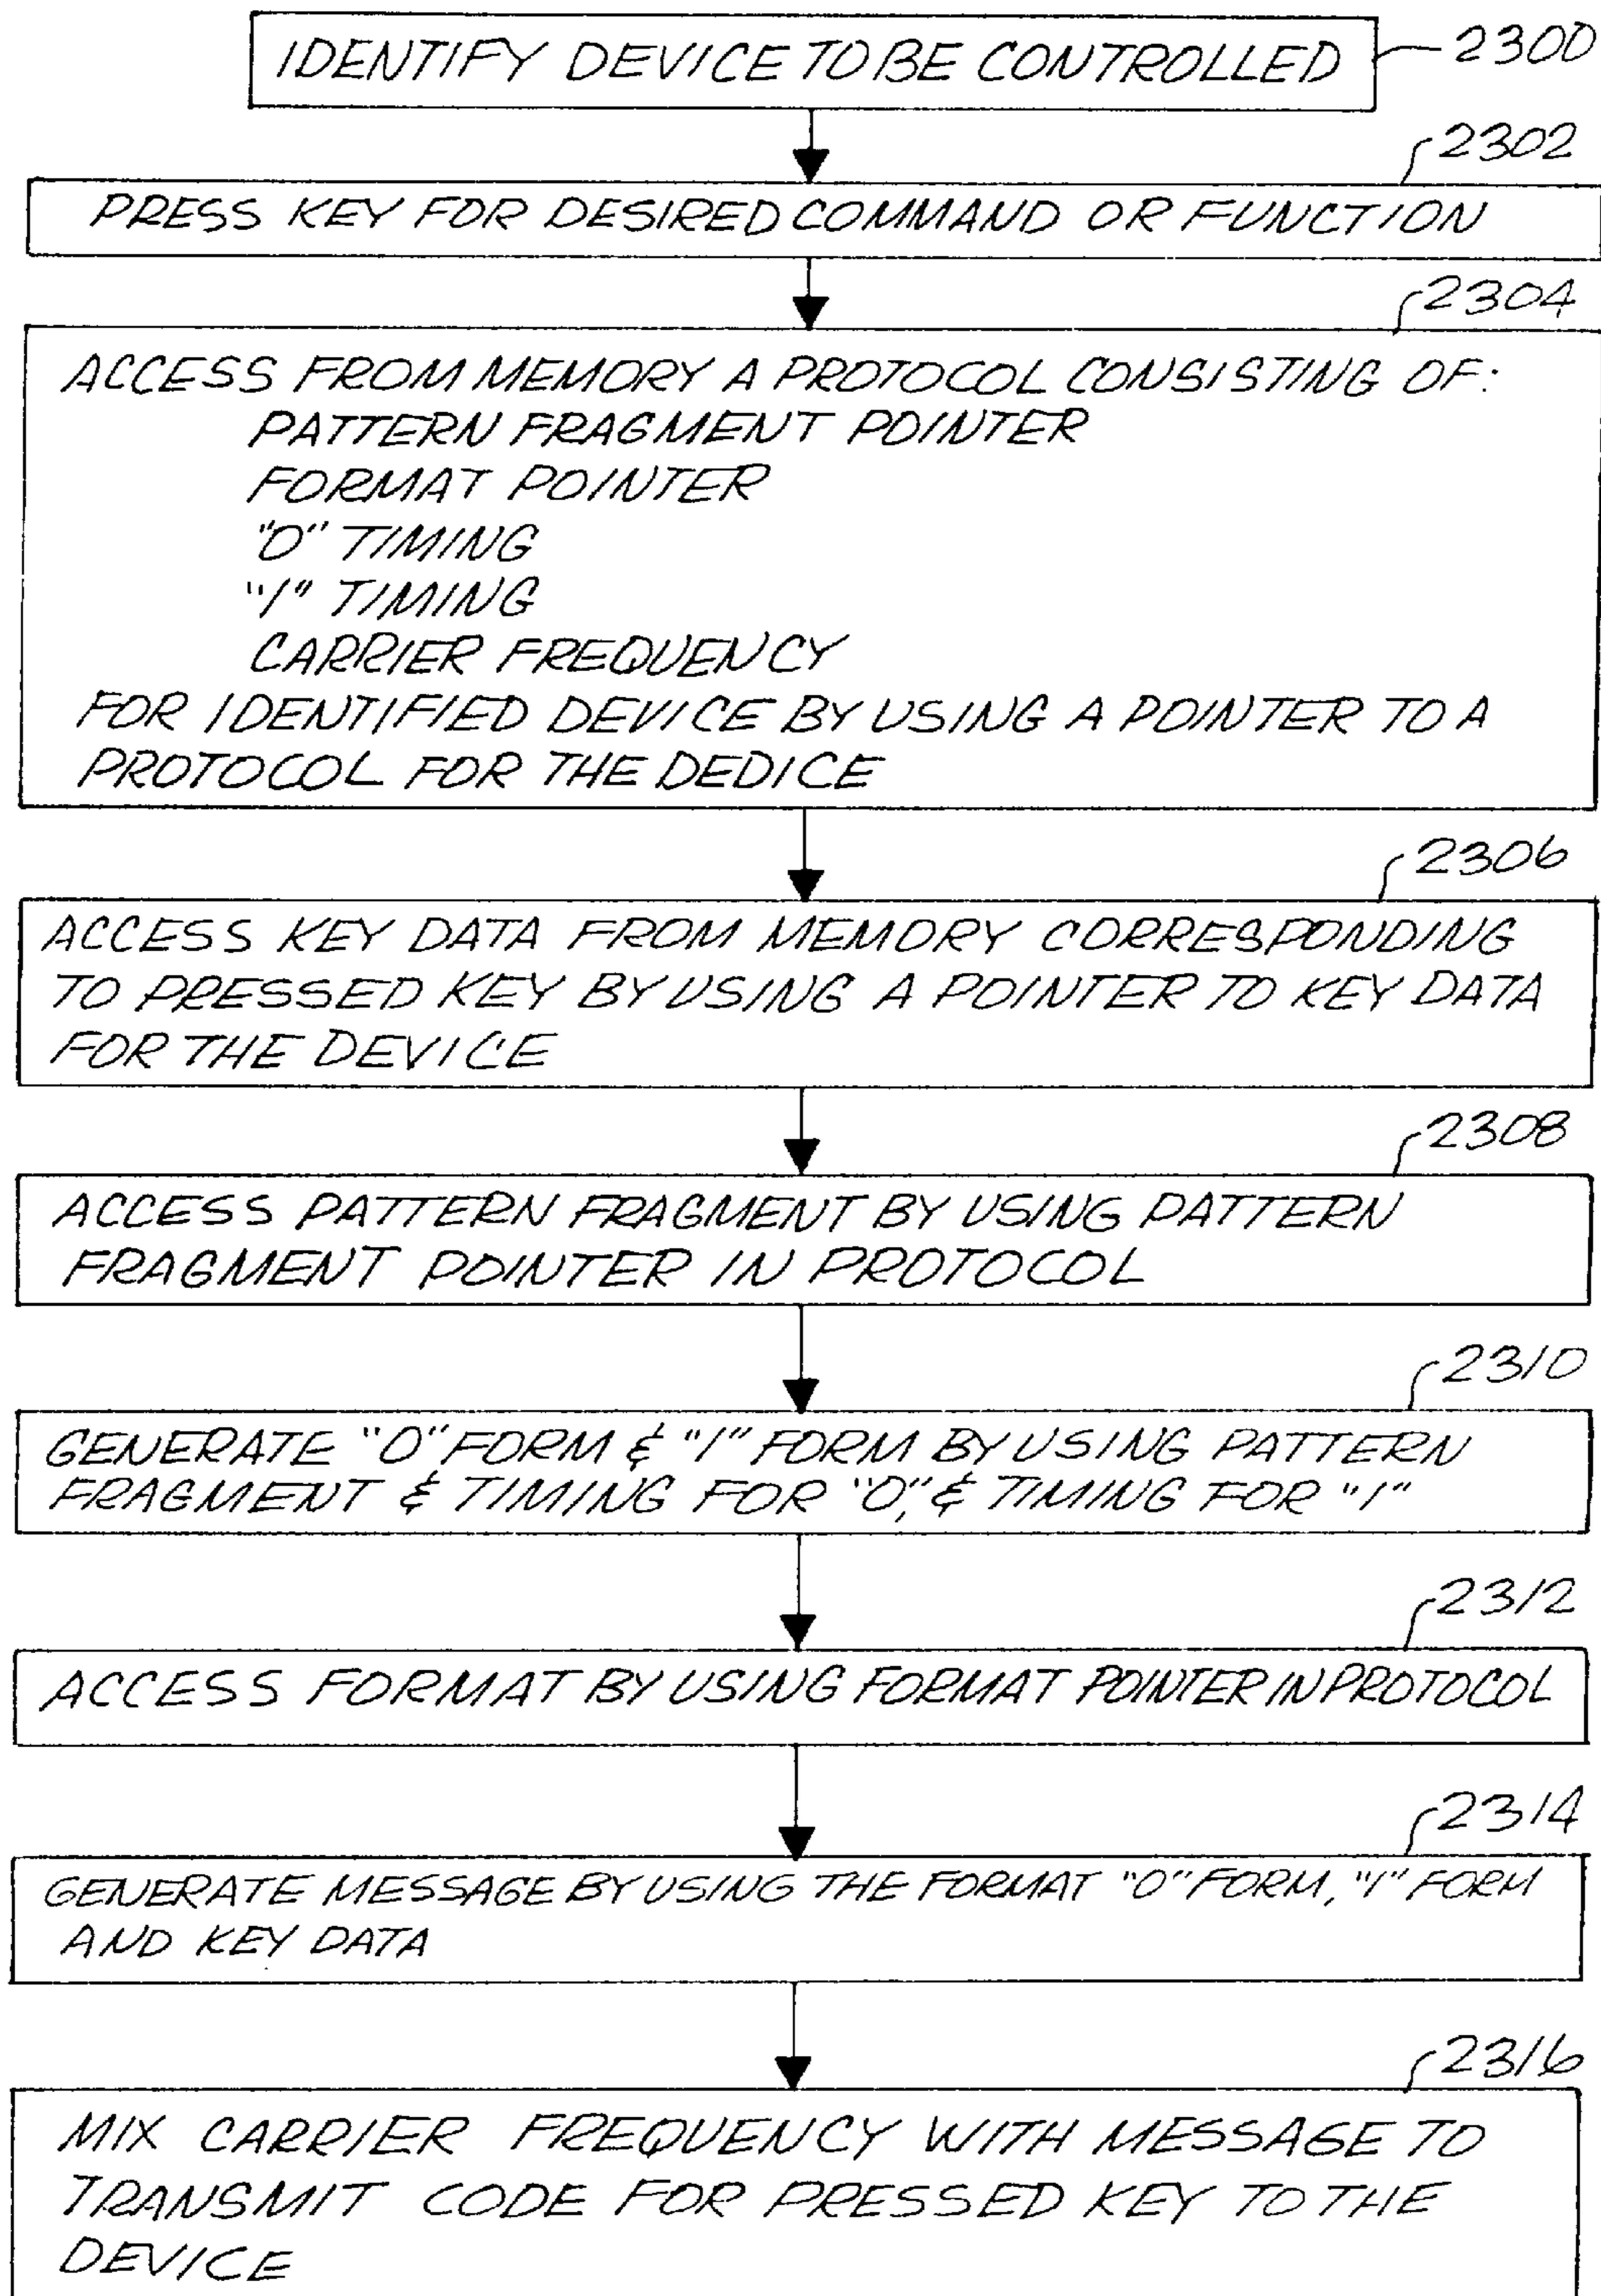 IDENTIFY DEVICE TO BE CONTROLLED
2300
2302
PRESS KEY FOR DESIRED COMMAND OR FUNCTION
2304
ACCESS FROM MEMORY A PROTOCOL CONSISTING OF:
PATTERN FRAGMENT POINTER
FORMAT POINTER
"0" TIMING
"1" TIMING
CARRIER FREQUENCY
FOR IDENTIFIED DEVICE BY USING A POINTER TO A
PROTOCOL FOR THE DEDICE
2306
ACCESS KEY DATA FROM MEMORY CORRESPONDING
TO PRESSED KEY BY USING A POINTER TO KEY DATA
FOR THE DEVICE
2308
ACCESS PATTERN FRAGMENT BY USING PATTERN
FRAGMENT POINTER IN PROTOCOL
2310
GENERATE "0" FORM & "1" FORM BY USING PATTERN
FRAGMENT & TIMING FOR "0", & TIMING FOR "1"
2312
ACCESS FORMAT BY USING FORMAT POINTER IN PROTOCOL
2314
GENERATE MESSAGE BY USING THE FORMAT "0" FORM, "1" FORM
AND KEY DATA
2316
MIX CARRIER FREQUENCY WITH MESSAGE TO
TRANSMIT CODE FOR PRESSED KEY TO THE
DEVICE